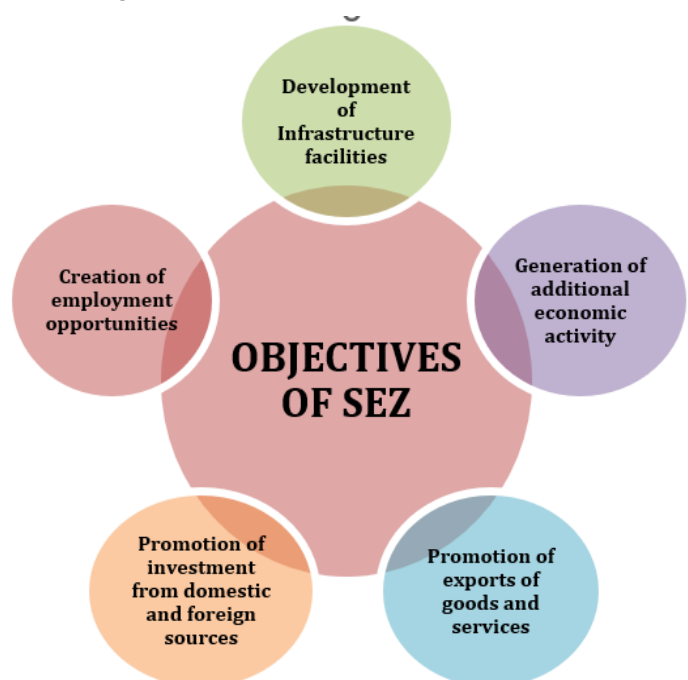 Development
of
Infrastructure
facilities
Generation of
additional
economic
activity
Promotion of
exports of
goods and
services
Promotion of
investment
from domestic
and foreign
sources
Creation of
employment
opportunities
OBJECTIVES
OF SEZ